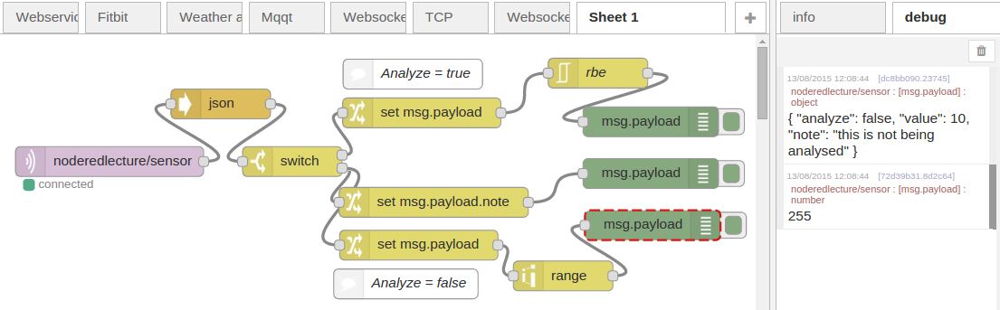 Webservic
Fitbit
Weather a
Mqqt
Websocke
TCP
Websocke
Sheet 1
+
info
debug
Analyze = true
rbe
json
set msg.payload
msg.payload
noderedlecture/sensor
connected
switch
msg.payload
set msg.payload.note
msg.payload
set msg.payload
range
Analyze = false
13/08/2015 12:08:44 [dc8bb090.23745]
noderedlecture/sensor : [msg.payload] :
object
{ "analyze": false, "value": 10,
"note": "this is not being
analysed" }
13/08/2015 12:08:44 [72d39b31.8d2c64]
noderedlecture/sensor : [msg.payload] :
number
255